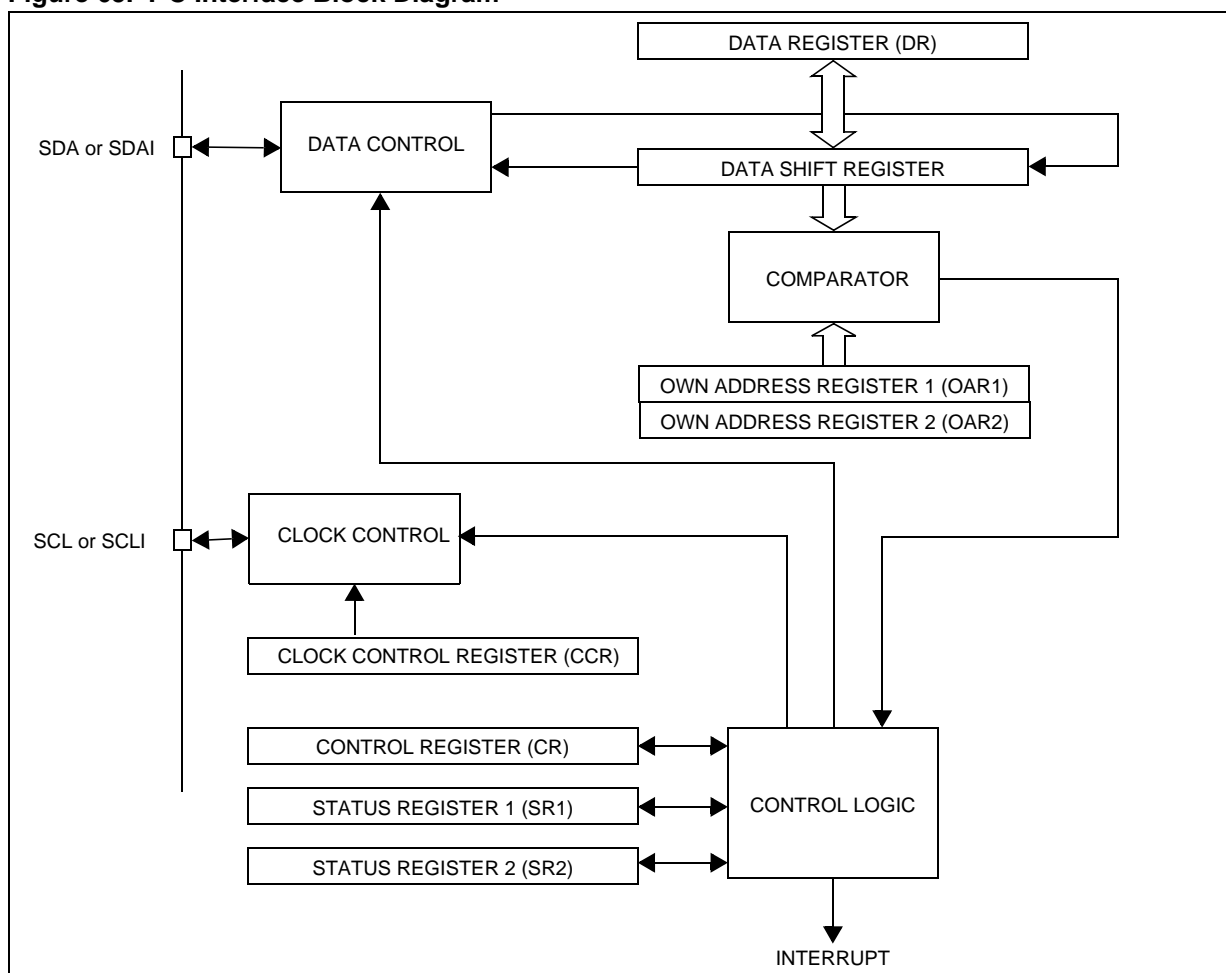 DATA REGISTER (DR)
DATA CONTROL
SDA or SDAI
DATA SHIFT REGISTER
COMPARATOR
OWN ADDRESS REGISTER 1 (OAR1)
OWN ADDRESS REGISTER 2 (OAR2)
CLOCK CONTROL
SCL or SCLI
CLOCK CONTROL REGISTER (CCR)
CONTROL REGISTER (CR)
STATUS REGISTER 1 (SR1)
CONTROL LOGIC
STATUS REGISTER 2 (SR2)
INTERRUPT